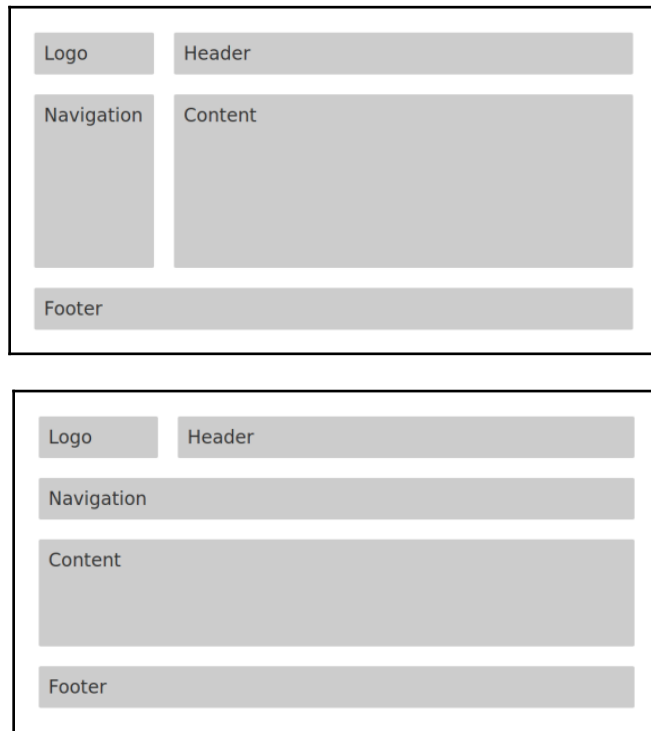 Logo
Header
Navigation
Content
Footer
Logo
Header
Navigation
Content
Footer